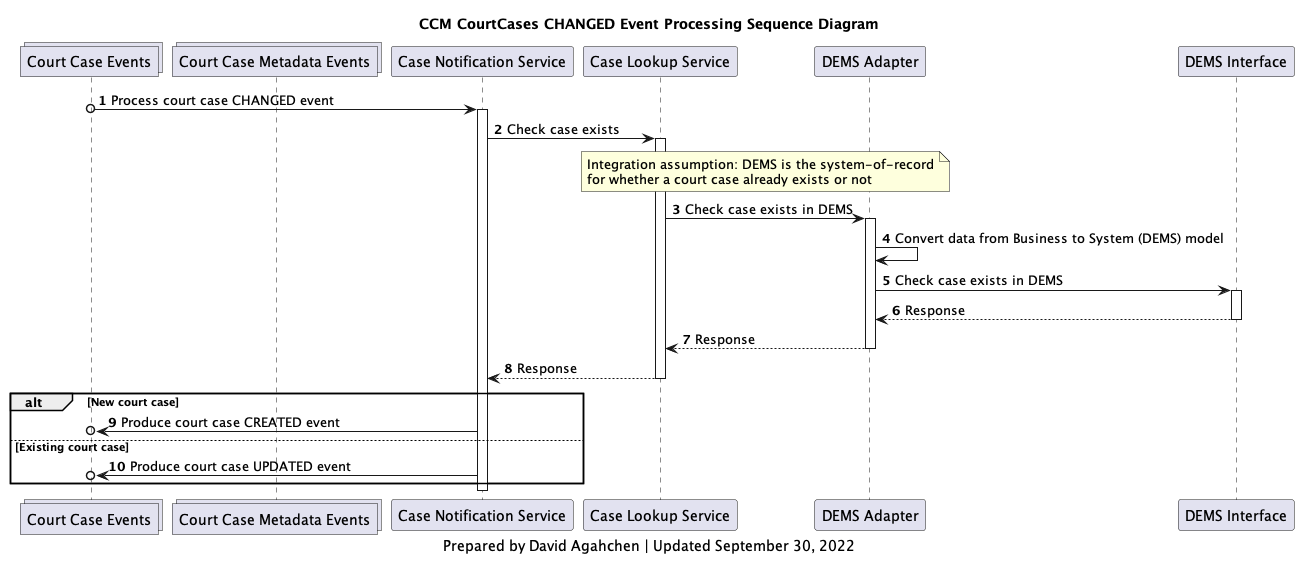 CCM CourtCases CHANGED Event Processing Sequence Diagram
Court Case Events
Court Case Metadata Events
Case Notification Service
Case Lookup Service
DEMS Adapter
DEMS Interface
1 Process court case CHANGED event
2 Check case exists
Integration assumption: DEMS is the system-of-record
for whether a court case already exists or not
3 Check case exists in DEMS
4 Convert data from Business to System (DEMS) model
5 Check case exists in DEMS
6 Response
7 Response
8 Response
alt
[New court case]
9 Produce court case CREATED event
[Existing court case]
10 Produce court case UPDATED event
Court Case Events
Court Case Metadata Events
Case Notification Service
Case Lookup Service
DEMS Adapter
DEMS Interface
Prepared by David Agahchen | Updated September 30, 2022